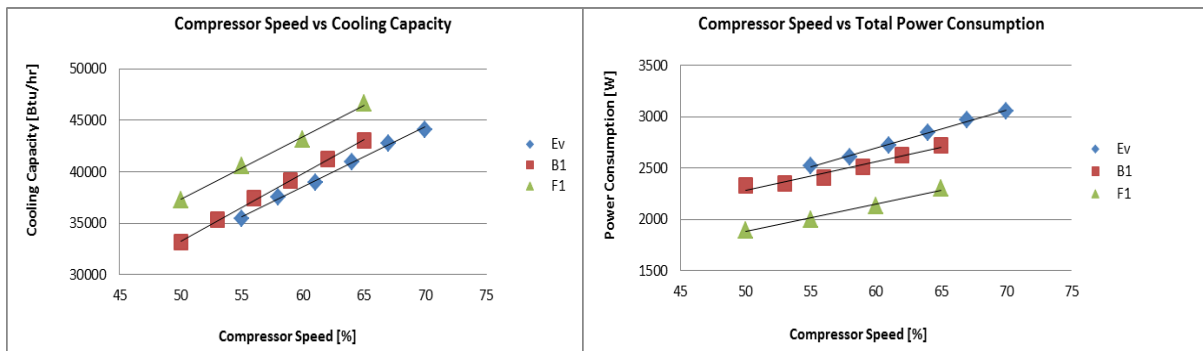 Compressor Speed vs Cooling Capacity
Cooling Capacity [Btu/hr]
50000
45000
40000
35000
30000
45 50 55 60 65 70 75
Compressor Speed [%]
Ev
B1
F1
Compressor Speed vs Total Power Consumption
Power Consumption [W]
3500
3000
2500
2000
1500
45 50 55 60 65 70 75
Compressor Speed [%]
Ev
B1
F1